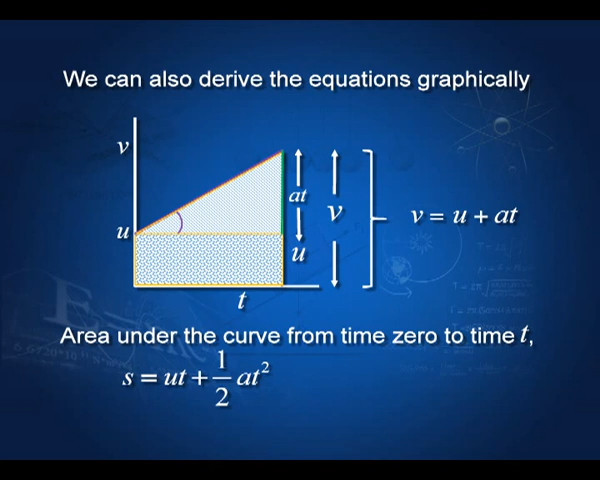 We can also derive the equations graphically
v
at
v
v = u + at
u
u
t
Area under the curve from time zero to time t,
s = ut + 1/2 at²